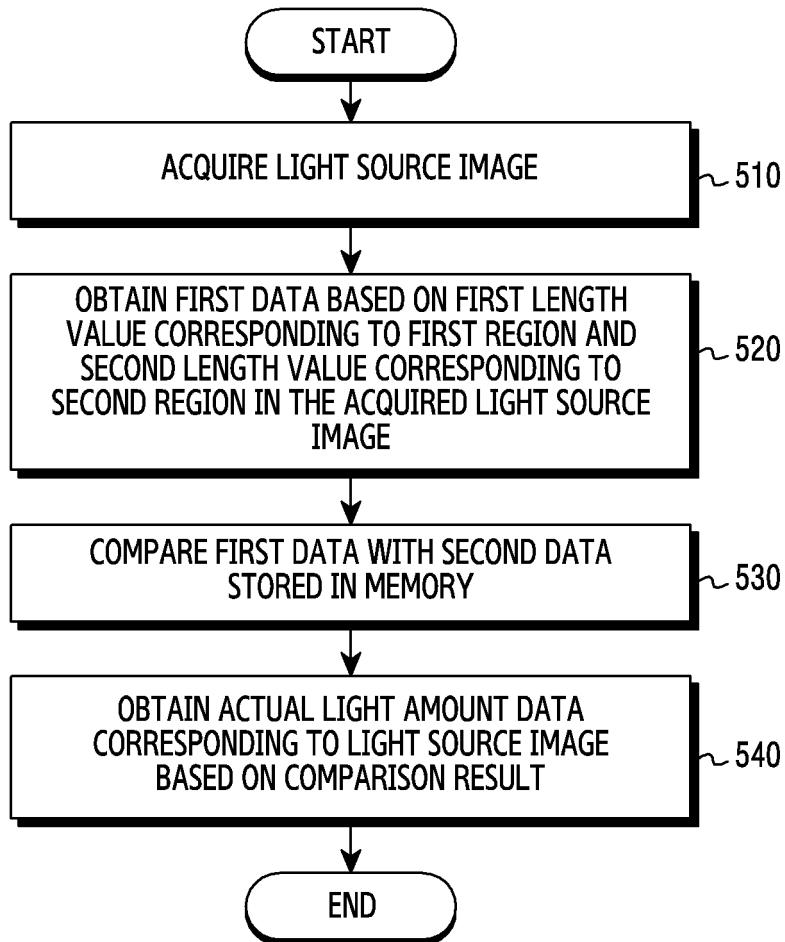 START
ACQUIRE LIGHT SOURCE IMAGE
510
OBTAIN FIRST DATA BASED ON FIRST LENGTH
VALUE CORRESPONDING TO FIRST REGION AND
SECOND LENGTH VALUE CORRESPONDING TO
SECOND REGION IN THE ACQUIRED LIGHT SOURCE
IMAGE
520
COMPARE FIRST DATA WITH SECOND DATA
STORED IN MEMORY
530
OBTAIN ACTUAL LIGHT AMOUNT DATA
CORRESPONDING TO LIGHT SOURCE IMAGE
BASED ON COMPARISON RESULT
540
END